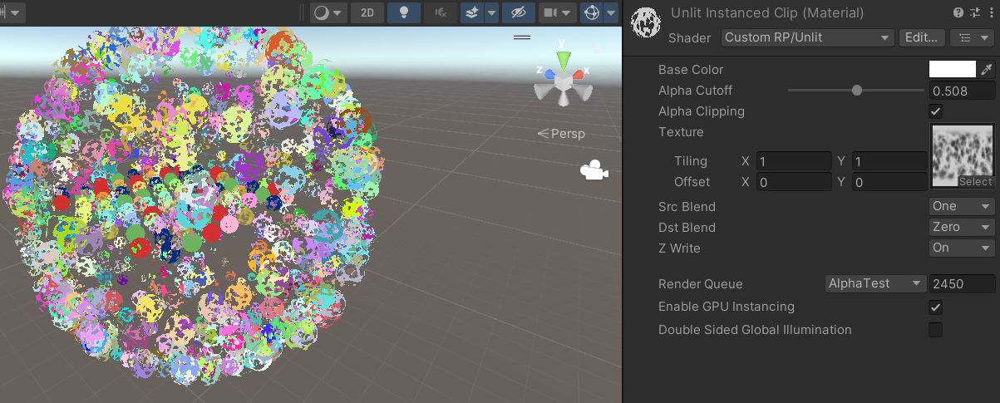 2D
y
z
x
Persp
Unlit Instanced Clip (Material)
Shader Custom RP/Unlit Edit...
Base Color
Alpha Cutoff 0.508
Alpha Clipping
Texture
Tiling X 1 Y 1
Offset X 0 Y 0
Select
Src Blend One
Dst Blend Zero
Z Write On
Render Queue AlphaTest 2450
Enable GPU Instancing
Double Sided Global Illumination